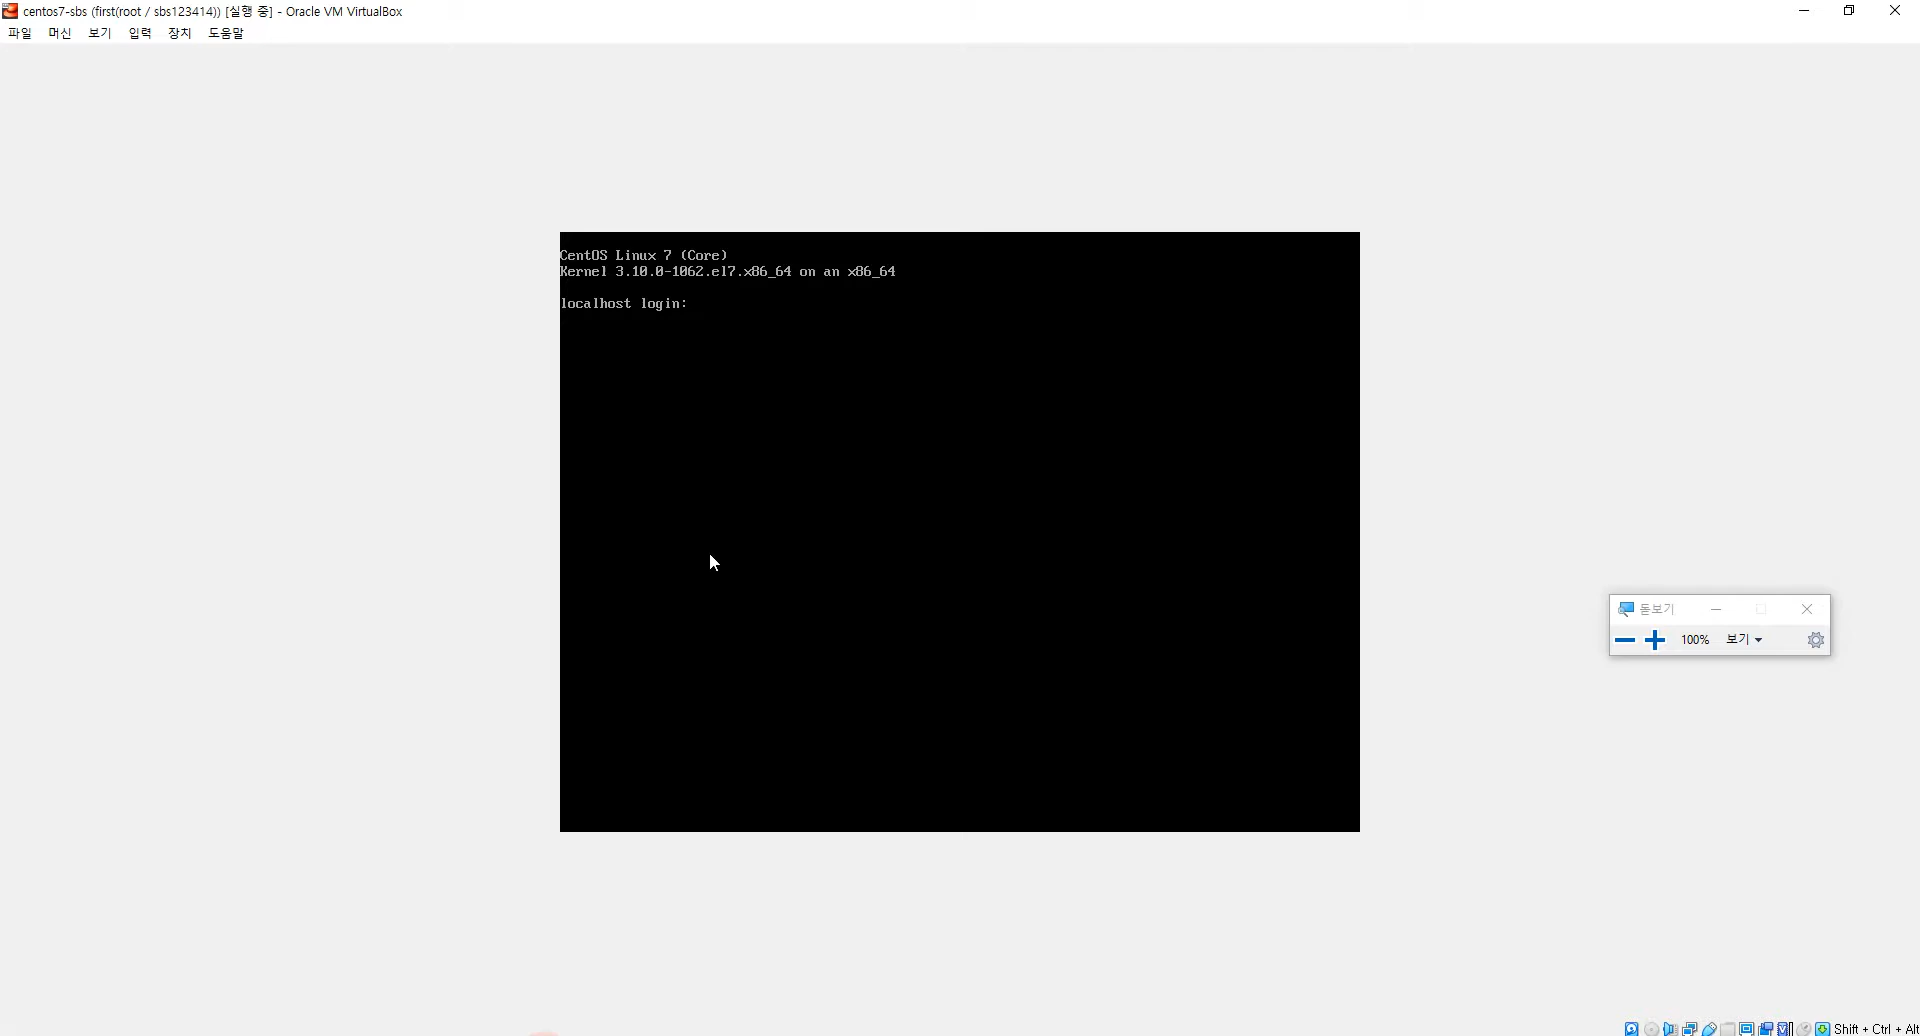 centos7-sbs (first(root / sbs123414)) [실행 중] - Oracle VM VirtualBox
파일 머신 보기 입력 장치 도움말
CentOS Linux 7 (Core)
Kernel 3.10.0-1062.el7.x86_64 on an x86_64
localhost login:
돋보기
100% 보기
Shift + Ctrl + Alt